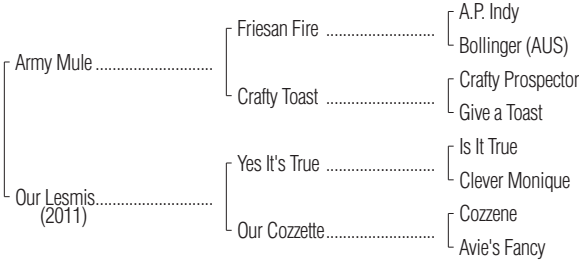 A.P. Indy
Friesan Fire ........................
Bollinger (AUS)
Army Mule ..........................
Crafty Prospector
Crafty Toast ........................
Give a Toast
Is It True
Yes It's True ........................
Clever Monique
Our Lesmis..........................
(2011)
Cozzene
Our Cozzette........................
Avie's Fancy